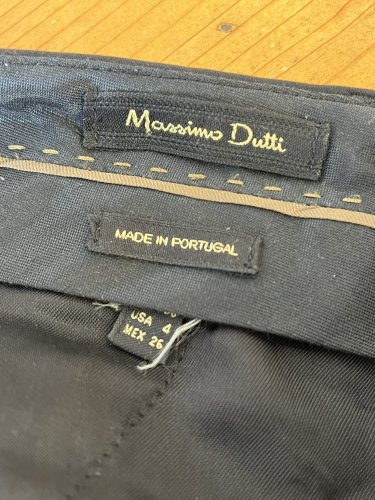 Massimo Dutti
MADE IN PORTUGAL
USA 4
MEX 26